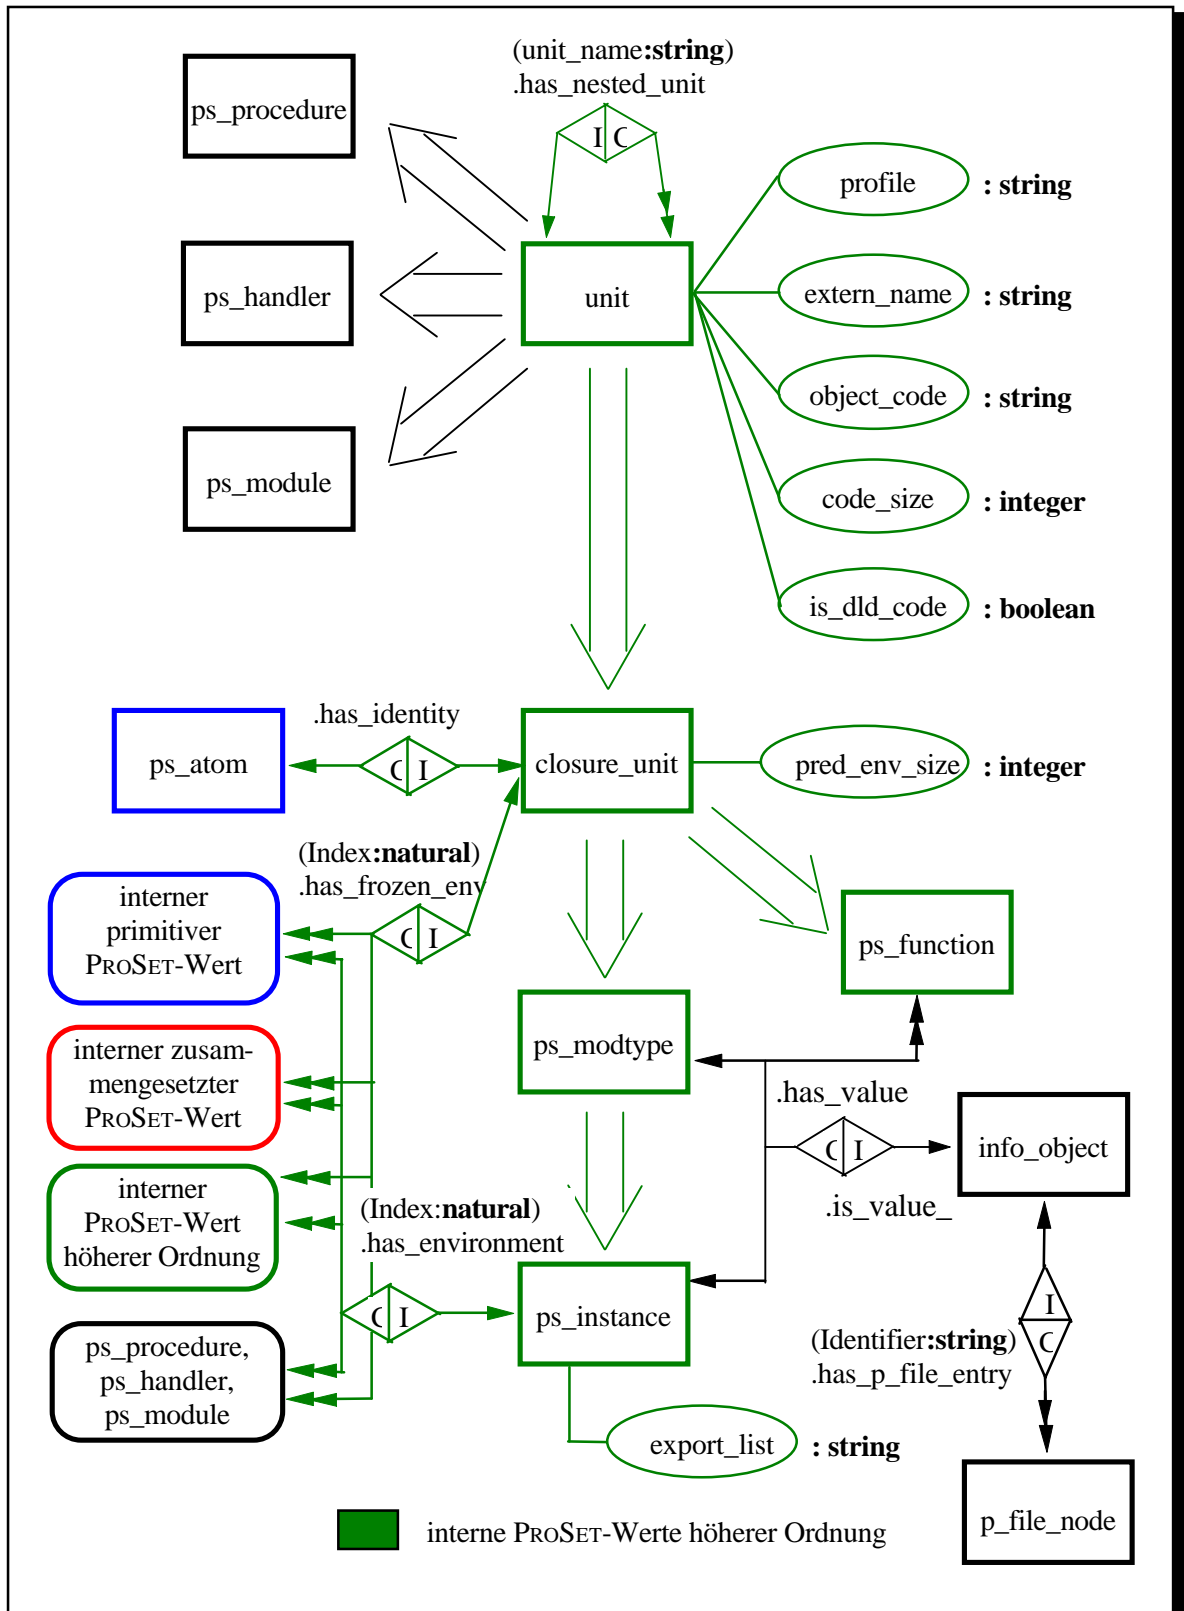 (unit_name:string)
.has_nested_unit
ps_procedure
I C
profile
: string
ps_handler
unit
extern_name
: string
object_code
: string
ps_module
code_size
: integer
is_dld_code
: boolean
.has_identity
ps_atom
C I
closure_unit
pred_env_size
: integer
(Index:natural)
.has_frozen_env
interner
primitiver
PROSET-Wert
C I
ps_function
interner zusam-
mengesetzter
PROSET-Wert
ps_modtype
.has_value
C I
info_object
interner
PROSET-Wert
höherer Ordnung
(Index:natural)
.has_environment
.is_value_
C I
ps_instance
I
C
(Identifier:string)
.has_p_file_entry
ps_procedure,
ps_handler,
ps_module
export_list
: string
p_file_node
interne PROSET-Werte höherer Ordnung